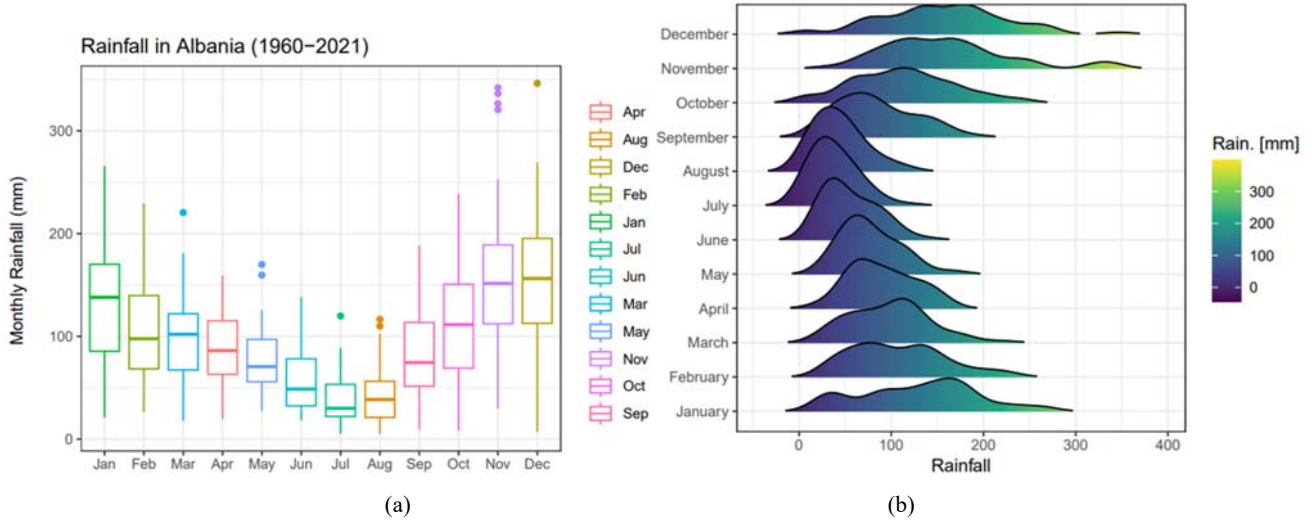 Rainfall in Albania (1960−2021)
Monthly Rainfall (mm)
300
200
100
0
Jan Feb Mar Apr May Jun Jul Aug Sep Oct Nov Dec
Apr
Aug
Dec
Feb
Jan
Jul
Jun
Mar
May
Nov
Oct
Sep
(a)
December
November
October
September
August
July
June
May
April
March
February
January
0 100 200 300 400
Rainfall
Rain. [mm]
300
200
100
0
(b)